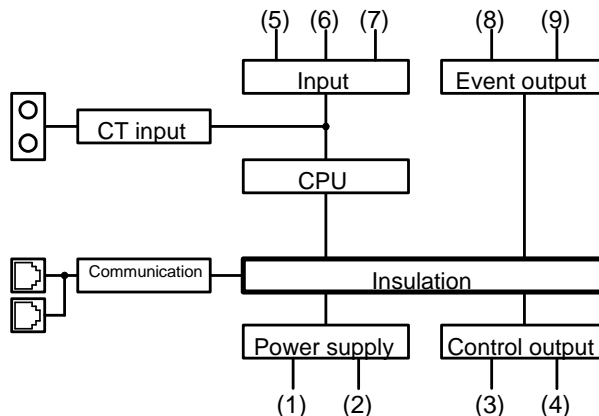 (5) (6) (7) (8) (9)
Input Event output
CT input
CPU
Communication
Insulation
Power supply Control output
(1) (2) (3) (4)